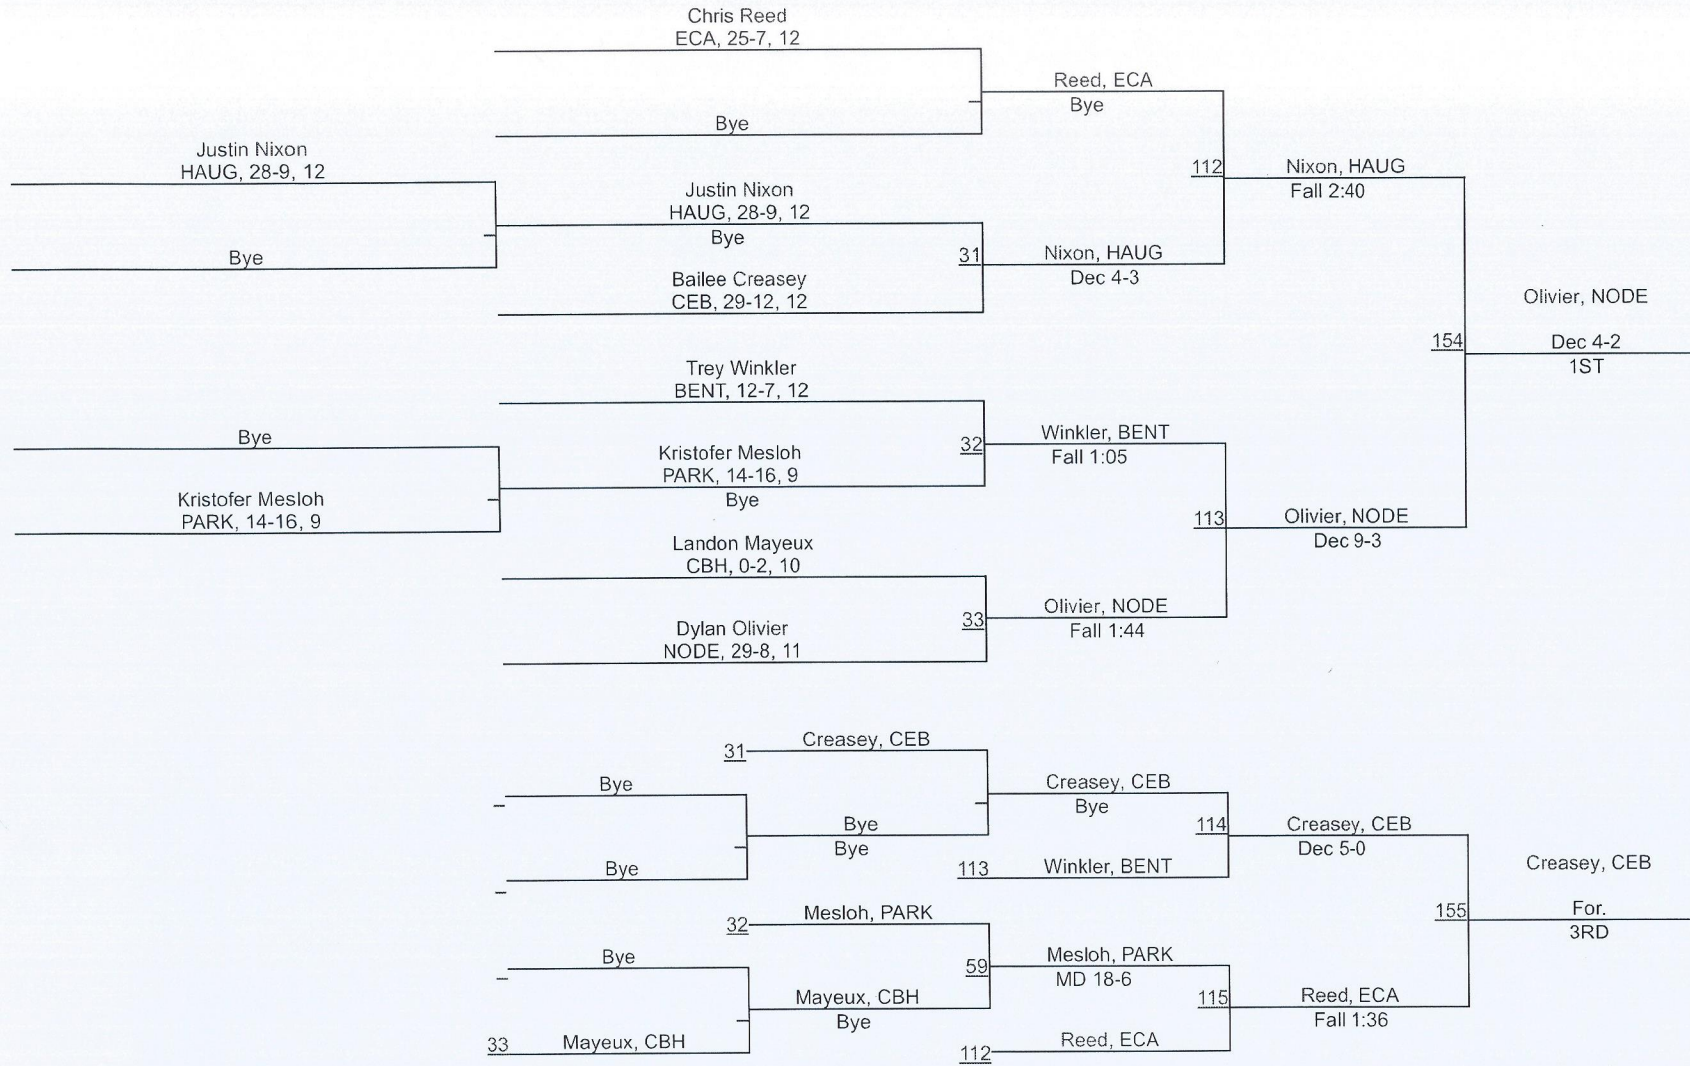 Chris Reed
ECA, 25-7, 12
Reed, ECA
Bye
Bye
Justin Nixon
HAUG, 28-9, 12
112
Nixon, HAUG
Fall 2:40
Justin Nixon
HAUG, 28-9, 12
Bye
Bye
31
Nixon, HAUG
Dec 4-3
Bailee Creasey
CEB, 29-12, 12
Olivier, NODE
154
Dec 4-2
1ST
Trey Winkler
BENT, 12-7, 12
Bye
32
Winkler, BENT
Fall 1:05
Kristofer Mesloh
PARK, 14-16, 9
Bye
Kristofer Mesloh
PARK, 14-16, 9
113
Olivier, NODE
Dec 9-3
Landon Mayeux
CBH, 0-2, 10
33
Olivier, NODE
Fall 1:44
Dylan Olivier
NODE, 29-8, 11
31
Creasey, CEB
Bye
Creasey, CEB
Bye
Bye
Bye
114
Creasey, CEB
Dec 5-0
Bye
113
Winkler, BENT
Creasey, CEB
155
For.
3RD
32
Mesloh, PARK
Bye
59
Mesloh, PARK
MD 18-6
Mayeux, CBH
Bye
115
Reed, ECA
Fall 1:36
33
Mayeux, CBH
112
Reed, ECA